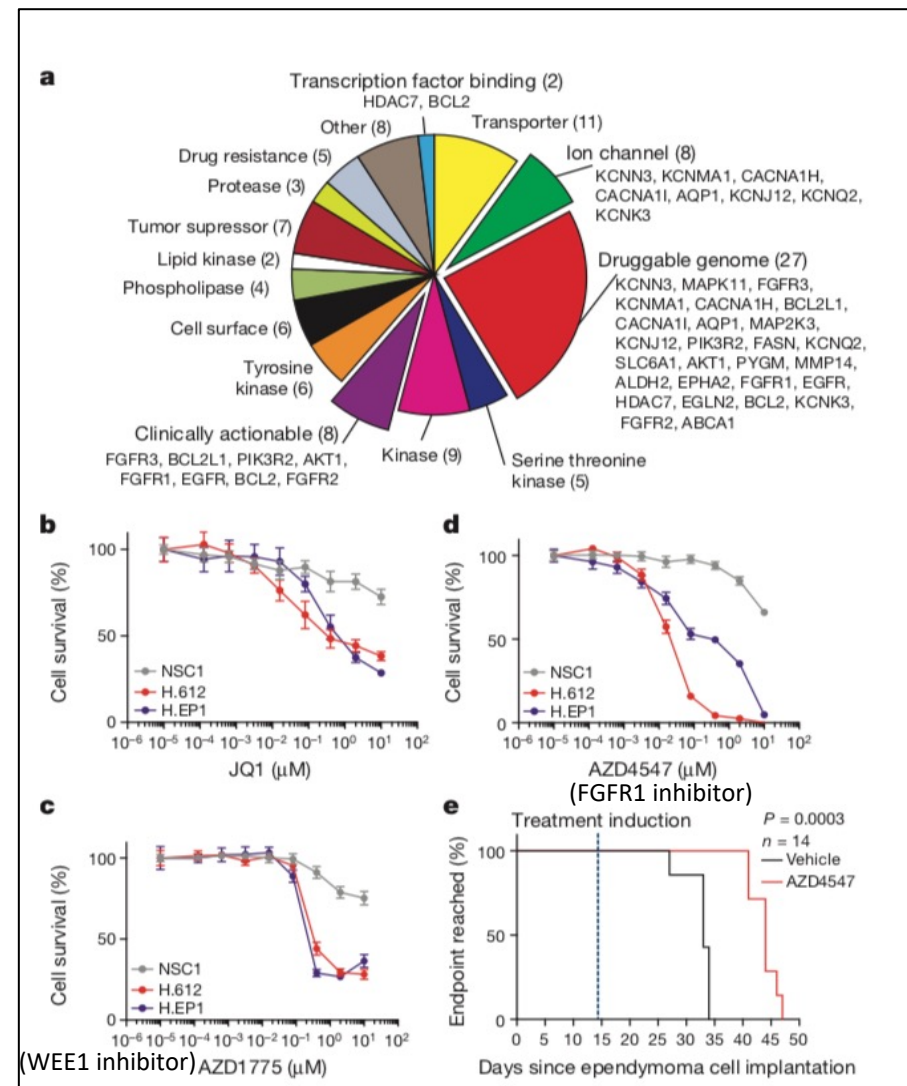 a
Transcription factor binding (2)
HDAC7, BCL2
Transporter (11)
Other (8)
Ion channel (8)
KCNN3, KCNMA1, CACNA1H,
CACNA1I, AQP1, KCNJ12, KCNQ2,
KCNK3
Drug resistance (5)
Protease (3)
Tumor supressor (7)
Lipid kinase (2)
Phospholipase (4)
Cell surface (6)
Tyrosine
kinase (6)
Druggable genome (27)
KCNN3, MAPK11, FGFR3,
KCNMA1, CACNA1H, BCL2L1,
CACNA1I, AQP1, MAP2K3,
KCNJ12, PIK3R2, FASN, KCNQ2,
SLC6A1, AKT1, PYGM, MMP14,
ALDH2, EPHA2, FGFR1, EGFR,
HDAC7, EGLN2, BCL2, KCNK3,
FGFR2, ABCA1
Clinically actionable (8)
FGFR3, BCL2L1, PIK3R2, AKT1,
FGFR1, EGFR, BCL2, FGFR2
Kinase (9)
Serine threonine
kinase (5)
b
Cell survival (%)
100
50
0
NSC1
H.612
H.EP1
10⁻⁶ 10⁻⁵ 10⁻⁴ 10⁻³ 10⁻² 10⁻¹ 10⁰ 10¹ 10²
JQ1 (μM)
d
Cell survival (%)
100
50
0
NSC1
H.612
H.EP1
10⁻⁶ 10⁻⁵ 10⁻⁴ 10⁻³ 10⁻² 10⁻¹ 10⁰ 10¹ 10²
AZD4547 (μM)
(FGFR1 inhibitor)
c
Cell survival (%)
100
50
0
NSC1
H.612
H.EP1
10⁻⁶ 10⁻⁵ 10⁻⁴ 10⁻³ 10⁻² 10⁻¹ 10⁰ 10¹ 10²
(WEE1 inhibitor) AZD1775 (μM)
e
Treatment induction
P = 0.0003
n = 14
Vehicle
AZD4547
Endpoint reached (%)
100
50
0
0 5 10 15 20 25 30 35 40 45 50
Days since ependymoma cell implantation